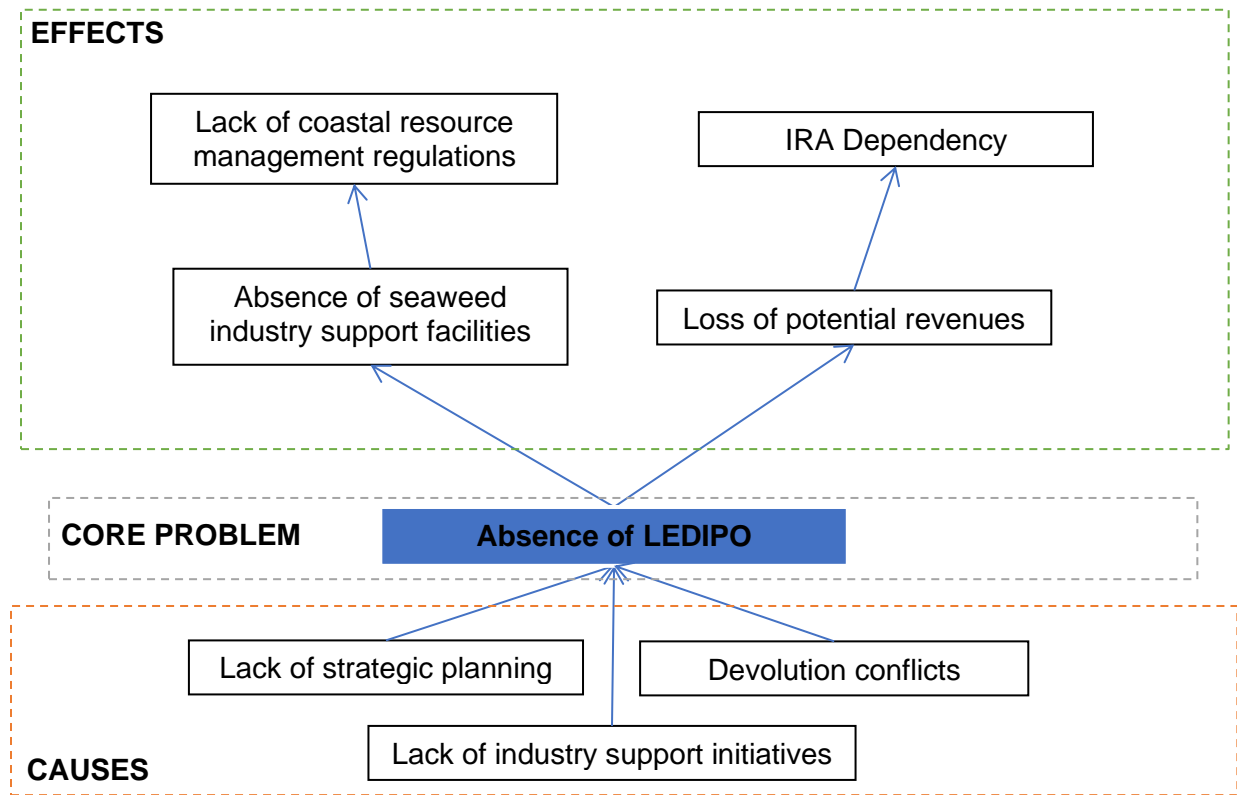 EFFECTS
Lack of coastal resource
management regulations
IRA Dependency
Absence of seaweed
industry support facilities
Loss of potential revenues
CORE PROBLEM
Absence of LEDIPO
Lack of strategic planning
Devolution conflicts
Lack of industry support initiatives
CAUSES